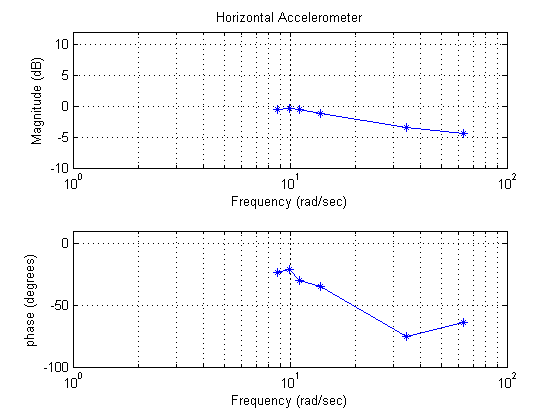 Horizontal Accelerometer
Magnitude (dB)
10
5
0
-5
-10
10^0
10^1
10^2
Frequency (rad/sec)
phase (degrees)
0
-50
-100
10^0
10^1
10^2
Frequency (rad/sec)